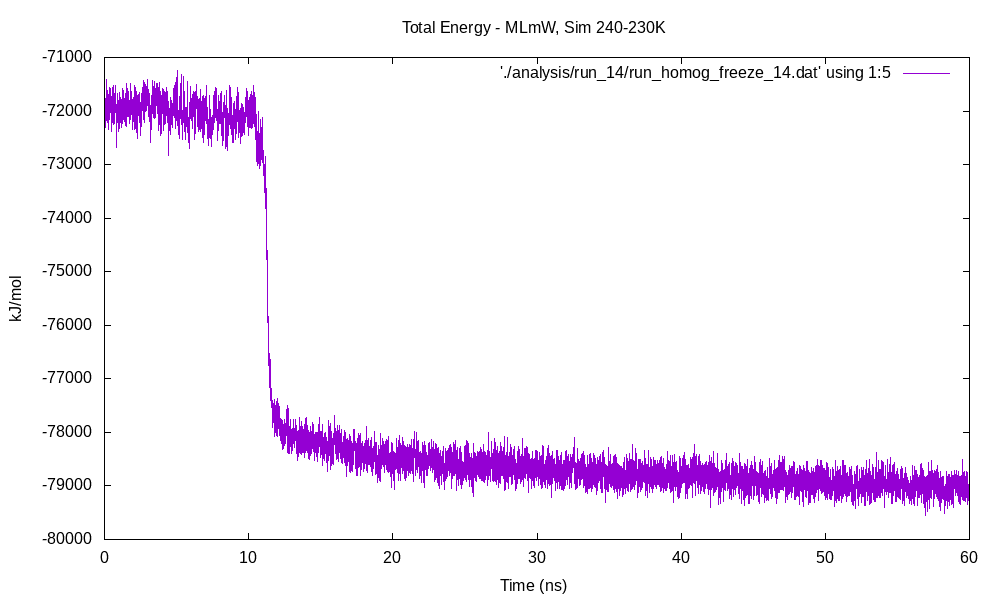 Total Energy - MLmW, Sim 240-230K
'./analysis/run_14/run_homog_freeze_14.dat' using 1:5
-71000
-72000
-73000
-74000
-75000
-76000
-77000
-78000
-79000
-80000
kJ/mol
0 10 20 30 40 50 60
Time (ns)